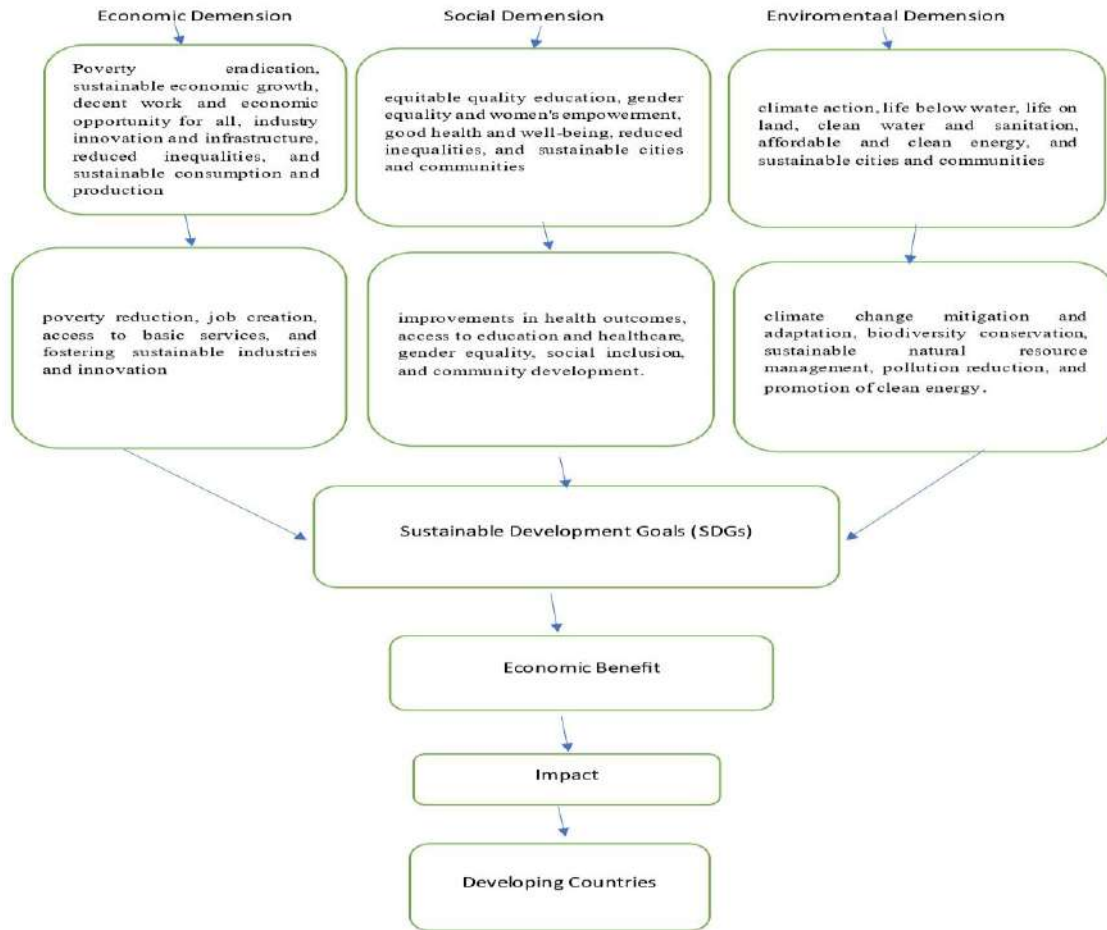 Economic Demension
Social Demension
Enviromentaal Demension
Poverty eradication,
sustainable economic growth,
decent work and economic
opportunity for all, industry
innovation and infrastructure,
reduced inequalities, and
sustainable consumption and
production
equitable quality education, gender
equality and women's empowerment,
good health and well-being, reduced
inequalities, and sustainable cities
and communities
climate action, life below water, life on
land, clean water and sanitation,
affordable and clean energy, and
sustainable cities and communities
poverty reduction, job creation,
access to basic services, and
fostering sustainable industries
and innovation
improvements in health outcomes,
access to education and healthcare,
gender equality, social inclusion,
and community development.
climate change mitigation and
adaptation, biodiversity conservation,
sustainable natural resource
management, pollution reduction, and
promotion of clean energy.
Sustainable Development Goals (SDGs)
Economic Benefit
Impact
Developing Countries